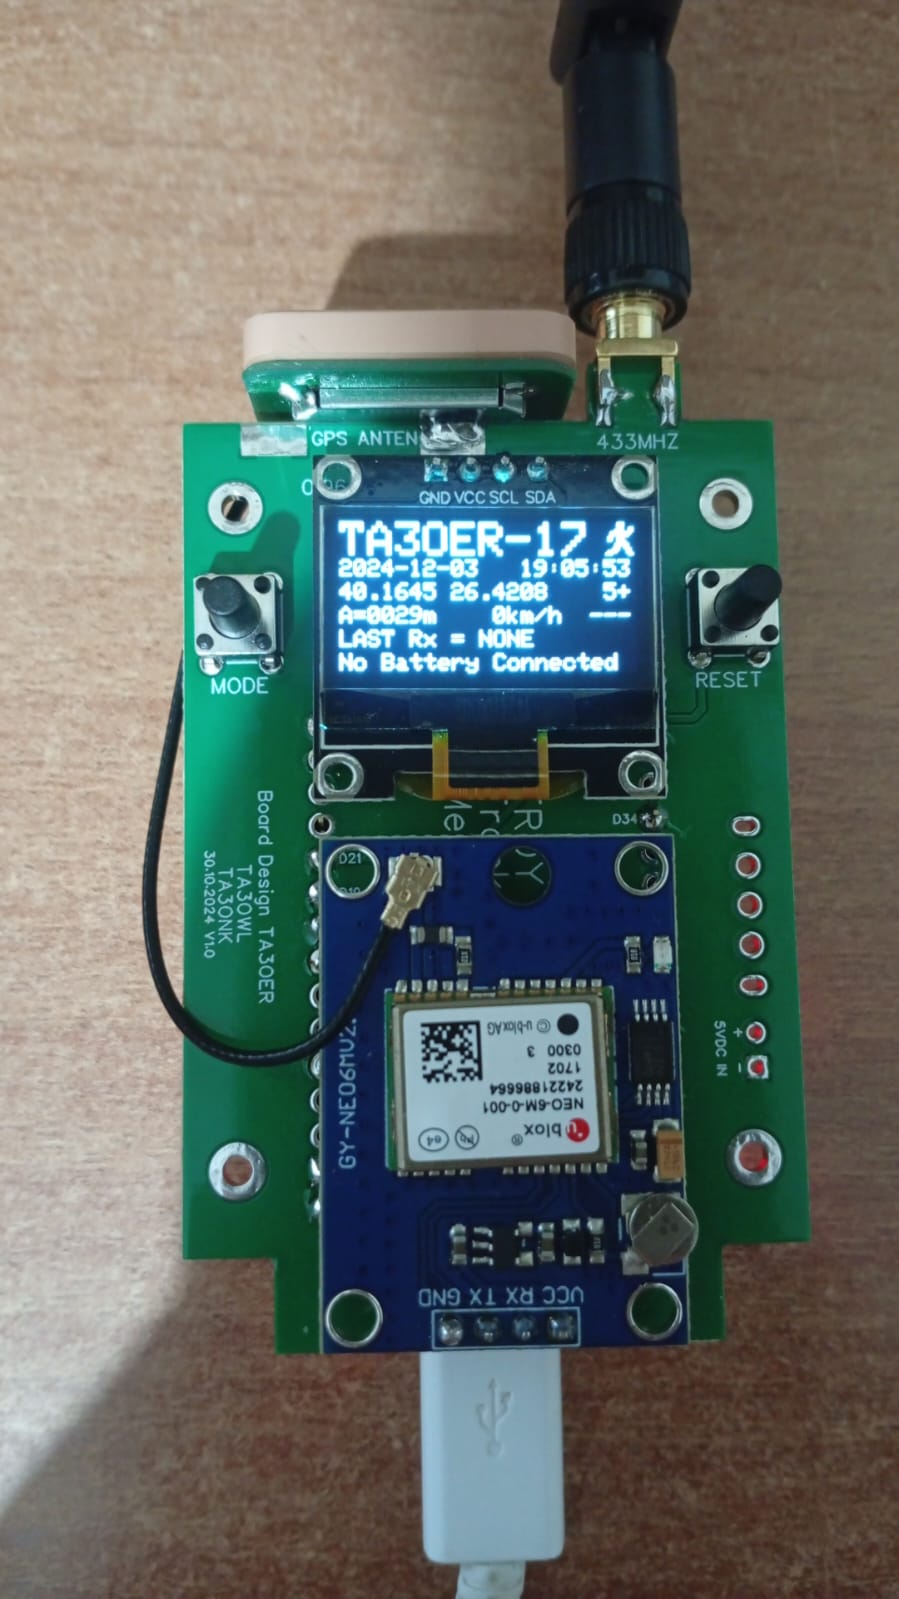 GPS ANTEN
433MHZ
GND VCC SCL SDA
TA3OER-17
2024-12-03 19:05:53
40.1645 26.4208 5+
A=0029m 0km/h ---
LAST Rx = NONE
No Battery Connected
MODE
RESET
D34
D21
Board Design TA3OER
TA3OWL
TA3ONK
30.10.2024 V1.0
5VDC IN
+
-
GY-NEO6MV2
u blox®
NEO-6M-0-001
24221886664
1702
0300 3
© u-blox AG
Pb
e4
VCC RX TX GND